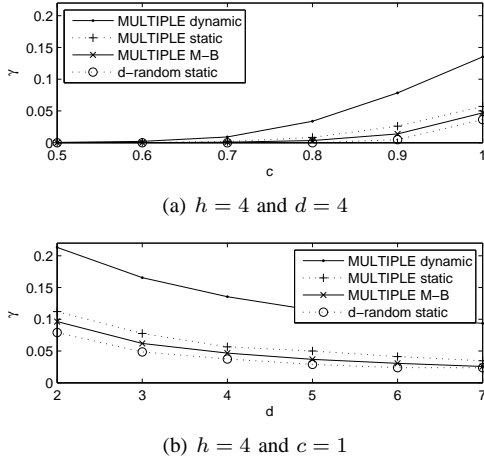 0.2
0.15
0.1
0.05
0
γ
MULTIPLE dynamic
MULTIPLE static
MULTIPLE M−B
d−random static
0.5 0.6 0.7 0.8 0.9 1
c
(a) h = 4 and d = 4
0.2
0.15
0.1
0.05
0
γ
MULTIPLE dynamic
MULTIPLE static
MULTIPLE M−B
d−random static
2 3 4 5 6 7
d
(b) h = 4 and c = 1